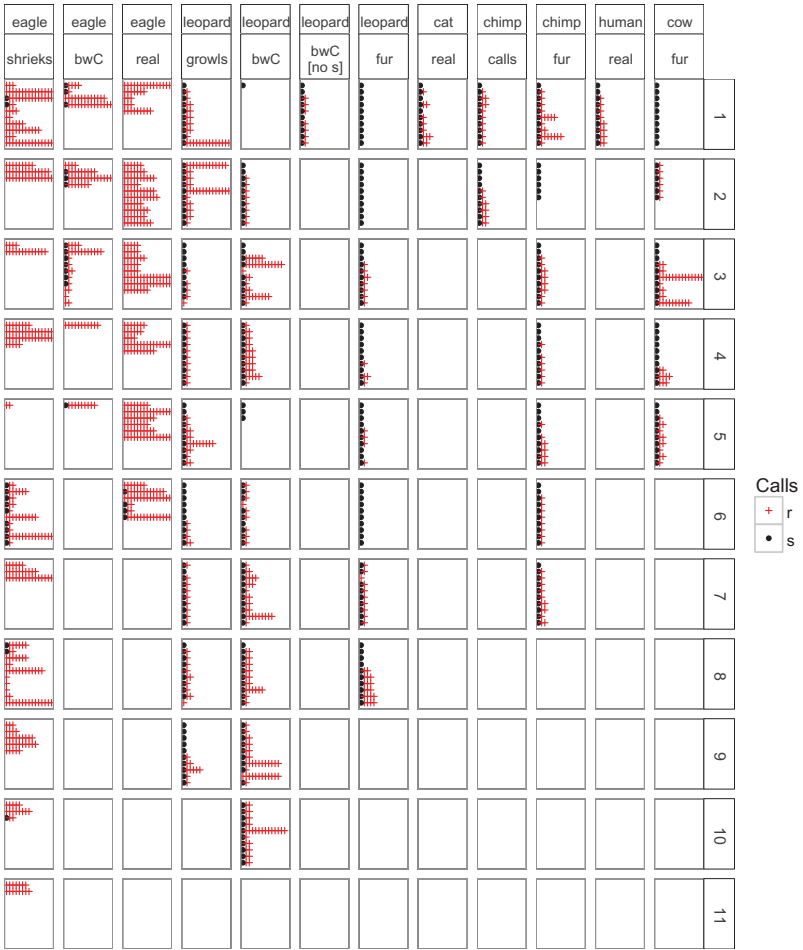 eagle eagle eagle leopard leopard leopard leopard cat chimp chimp human cow
shrieks bwC real growls bwC bwC [no s] fur real calls fur real fur
1
2
3
4
5
6
7
8
9
10
11
Calls
+ r
• s